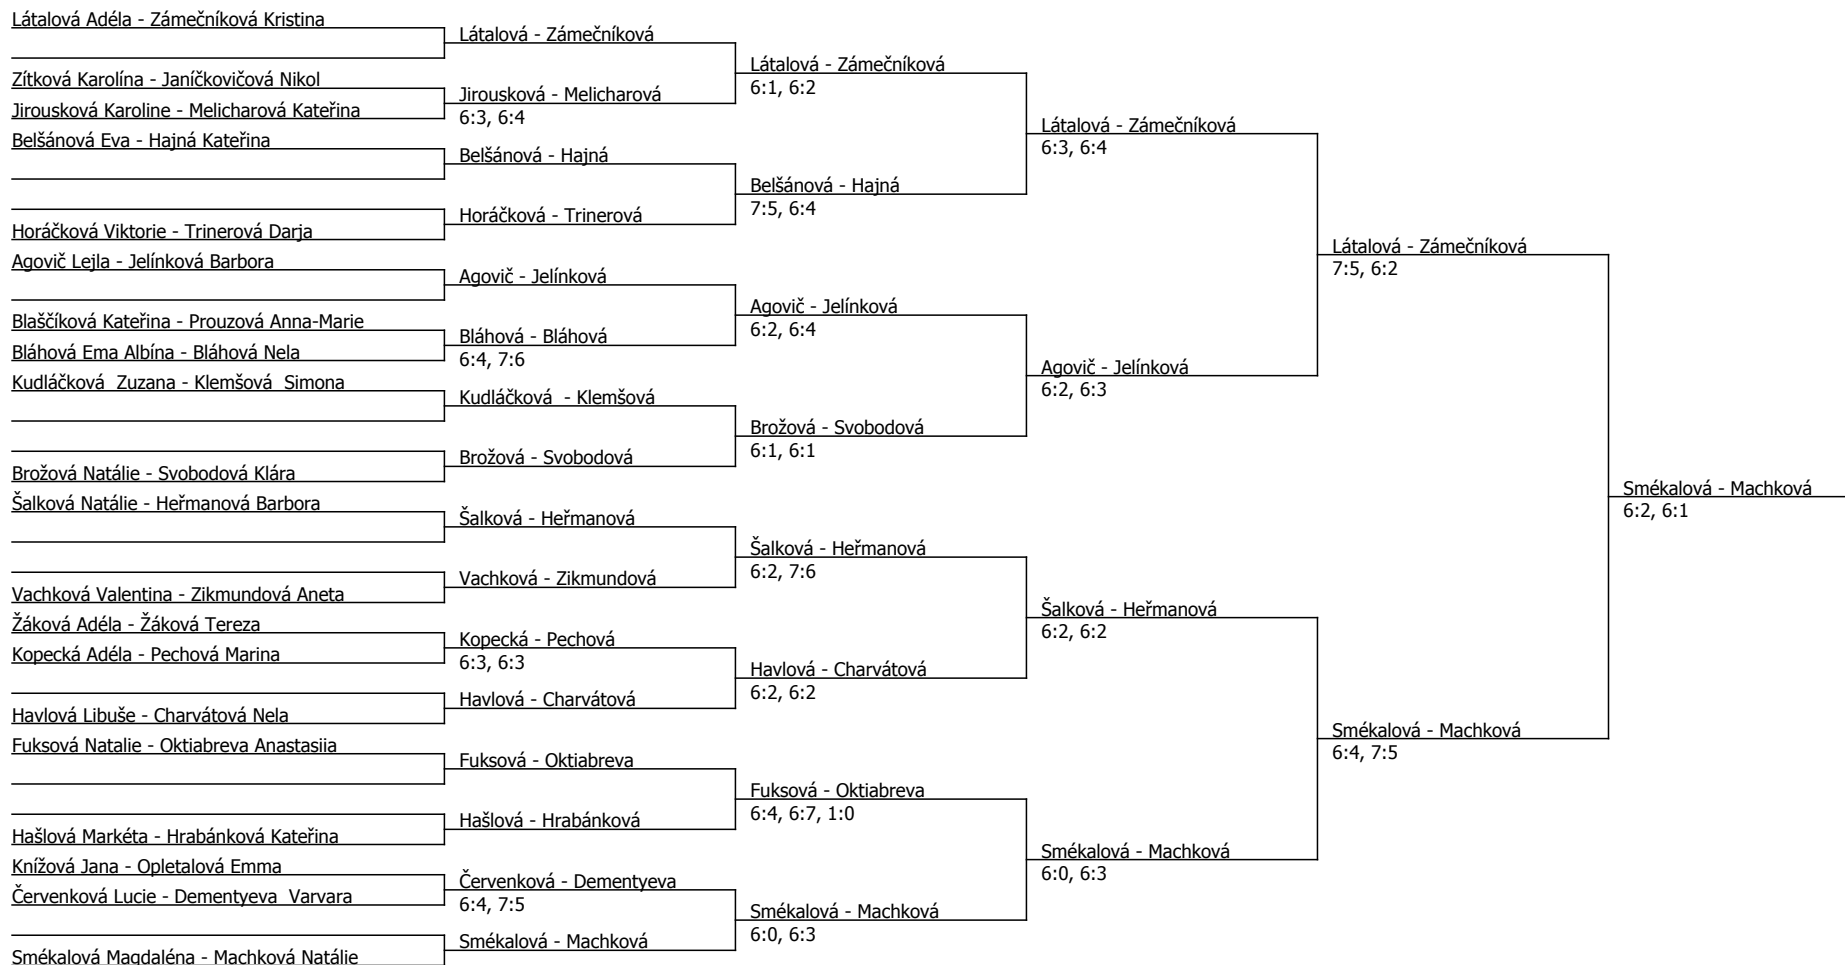 Látalová Adéla - Zámečníková Kristina
Zítková Karolína - Janíčkovičová Nikol
Jirousková Karoline - Melicharová Kateřina
Belšánová Eva - Hajná Kateřina
Horáčková Viktorie - Trinerová Darja
Agovič Lejla - Jelínková Barbora
Blaščíková Kateřina - Prouzová Anna-Marie
Bláhová Ema Albína - Bláhová Nela
Kudláčková  Zuzana - Klemšová  Simona
Brožová Natálie - Svobodová Klára
Šalková Natálie - Heřmanová Barbora
Vachková Valentina - Zikmundová Aneta
Žáková Adéla - Žáková Tereza
Kopecká Adéla - Pechová Marina
Havlová Libuše - Charvátová Nela
Fuksová Natalie - Oktiabreva Anastasiia
Hašlová Markéta - Hrabánková Kateřina
Knížová Jana - Opletalová Emma
Červenková Lucie - Dementyeva  Varvara
Smékalová Magdaléna - Machková Natálie
Látalová - Zámečníková
Jirousková - Melicharová
6:3, 6:4
Belšánová - Hajná
Horáčková - Trinerová
Agovič - Jelínková
Bláhová - Bláhová
6:4, 7:6
Kudláčková  - Klemšová
Brožová - Svobodová
Šalková - Heřmanová
Vachková - Zikmundová
Kopecká - Pechová
6:3, 6:3
Havlová - Charvátová
Fuksová - Oktiabreva
Hašlová - Hrabánková
Červenková - Dementyeva
6:4, 7:5
Smékalová - Machková
Látalová - Zámečníková
6:1, 6:2
Belšánová - Hajná
7:5, 6:4
Agovič - Jelínková
6:2, 6:4
Brožová - Svobodová
6:1, 6:1
Šalková - Heřmanová
6:2, 7:6
Havlová - Charvátová
6:2, 6:2
Fuksová - Oktiabreva
6:4, 6:7, 1:0
Smékalová - Machková
6:0, 6:3
Látalová - Zámečníková
6:3, 6:4
Agovič - Jelínková
6:2, 6:3
Šalková - Heřmanová
6:2, 6:2
Smékalová - Machková
6:0, 6:3
Látalová - Zámečníková
7:5, 6:2
Smékalová - Machková
6:4, 7:5
Smékalová - Machková
6:2, 6:1